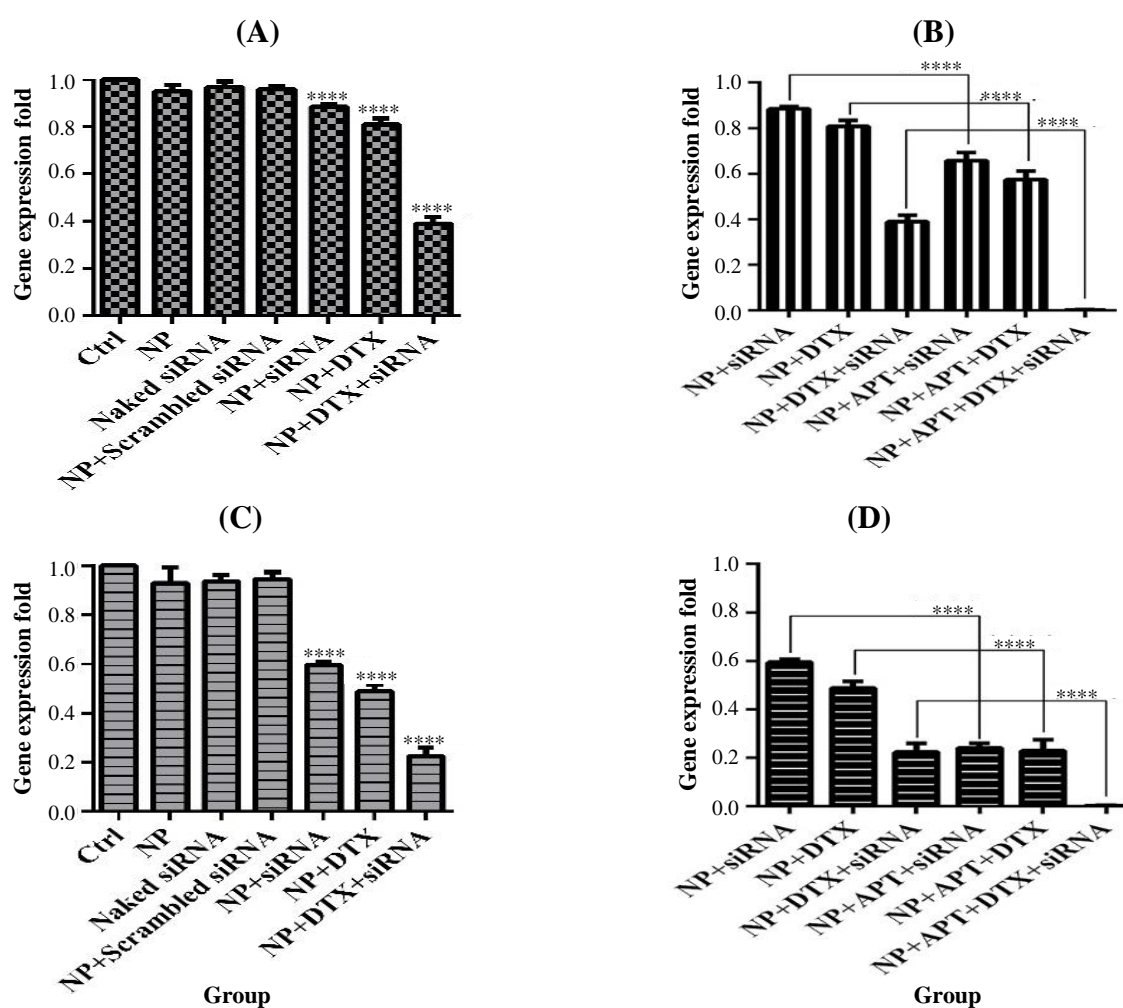 (A)
Gene expression fold
1.0
0.8
0.6
0.4
0.2
0.0
****
****
****
Ctrl
NP
Naked siRNA
NP+Scrambled siRNA
NP+siRNA
NP+DTX
NP+DTX+siRNA
(B)
Gene expression fold
1.0
0.8
0.6
0.4
0.2
0.0
****
****
****
NP+siRNA
NP+DTX
NP+DTX+siRNA
NP+APT+siRNA
NP+APT+DTX
NP+APT+DTX+siRNA
(C)
Gene expression fold
1.0
0.8
0.6
0.4
0.2
0.0
****
****
****
Ctrl
NP
Naked siRNA
NP+Scrambled siRNA
NP+siRNA
NP+DTX
NP+DTX+siRNA
Group
(D)
Gene expression fold
1.0
0.8
0.6
0.4
0.2
0.0
****
****
****
NP+siRNA
NP+DTX
NP+DTX+siRNA
NP+APT+siRNA
NP+APT+DTX
NP+APT+DTX+siRNA
Group